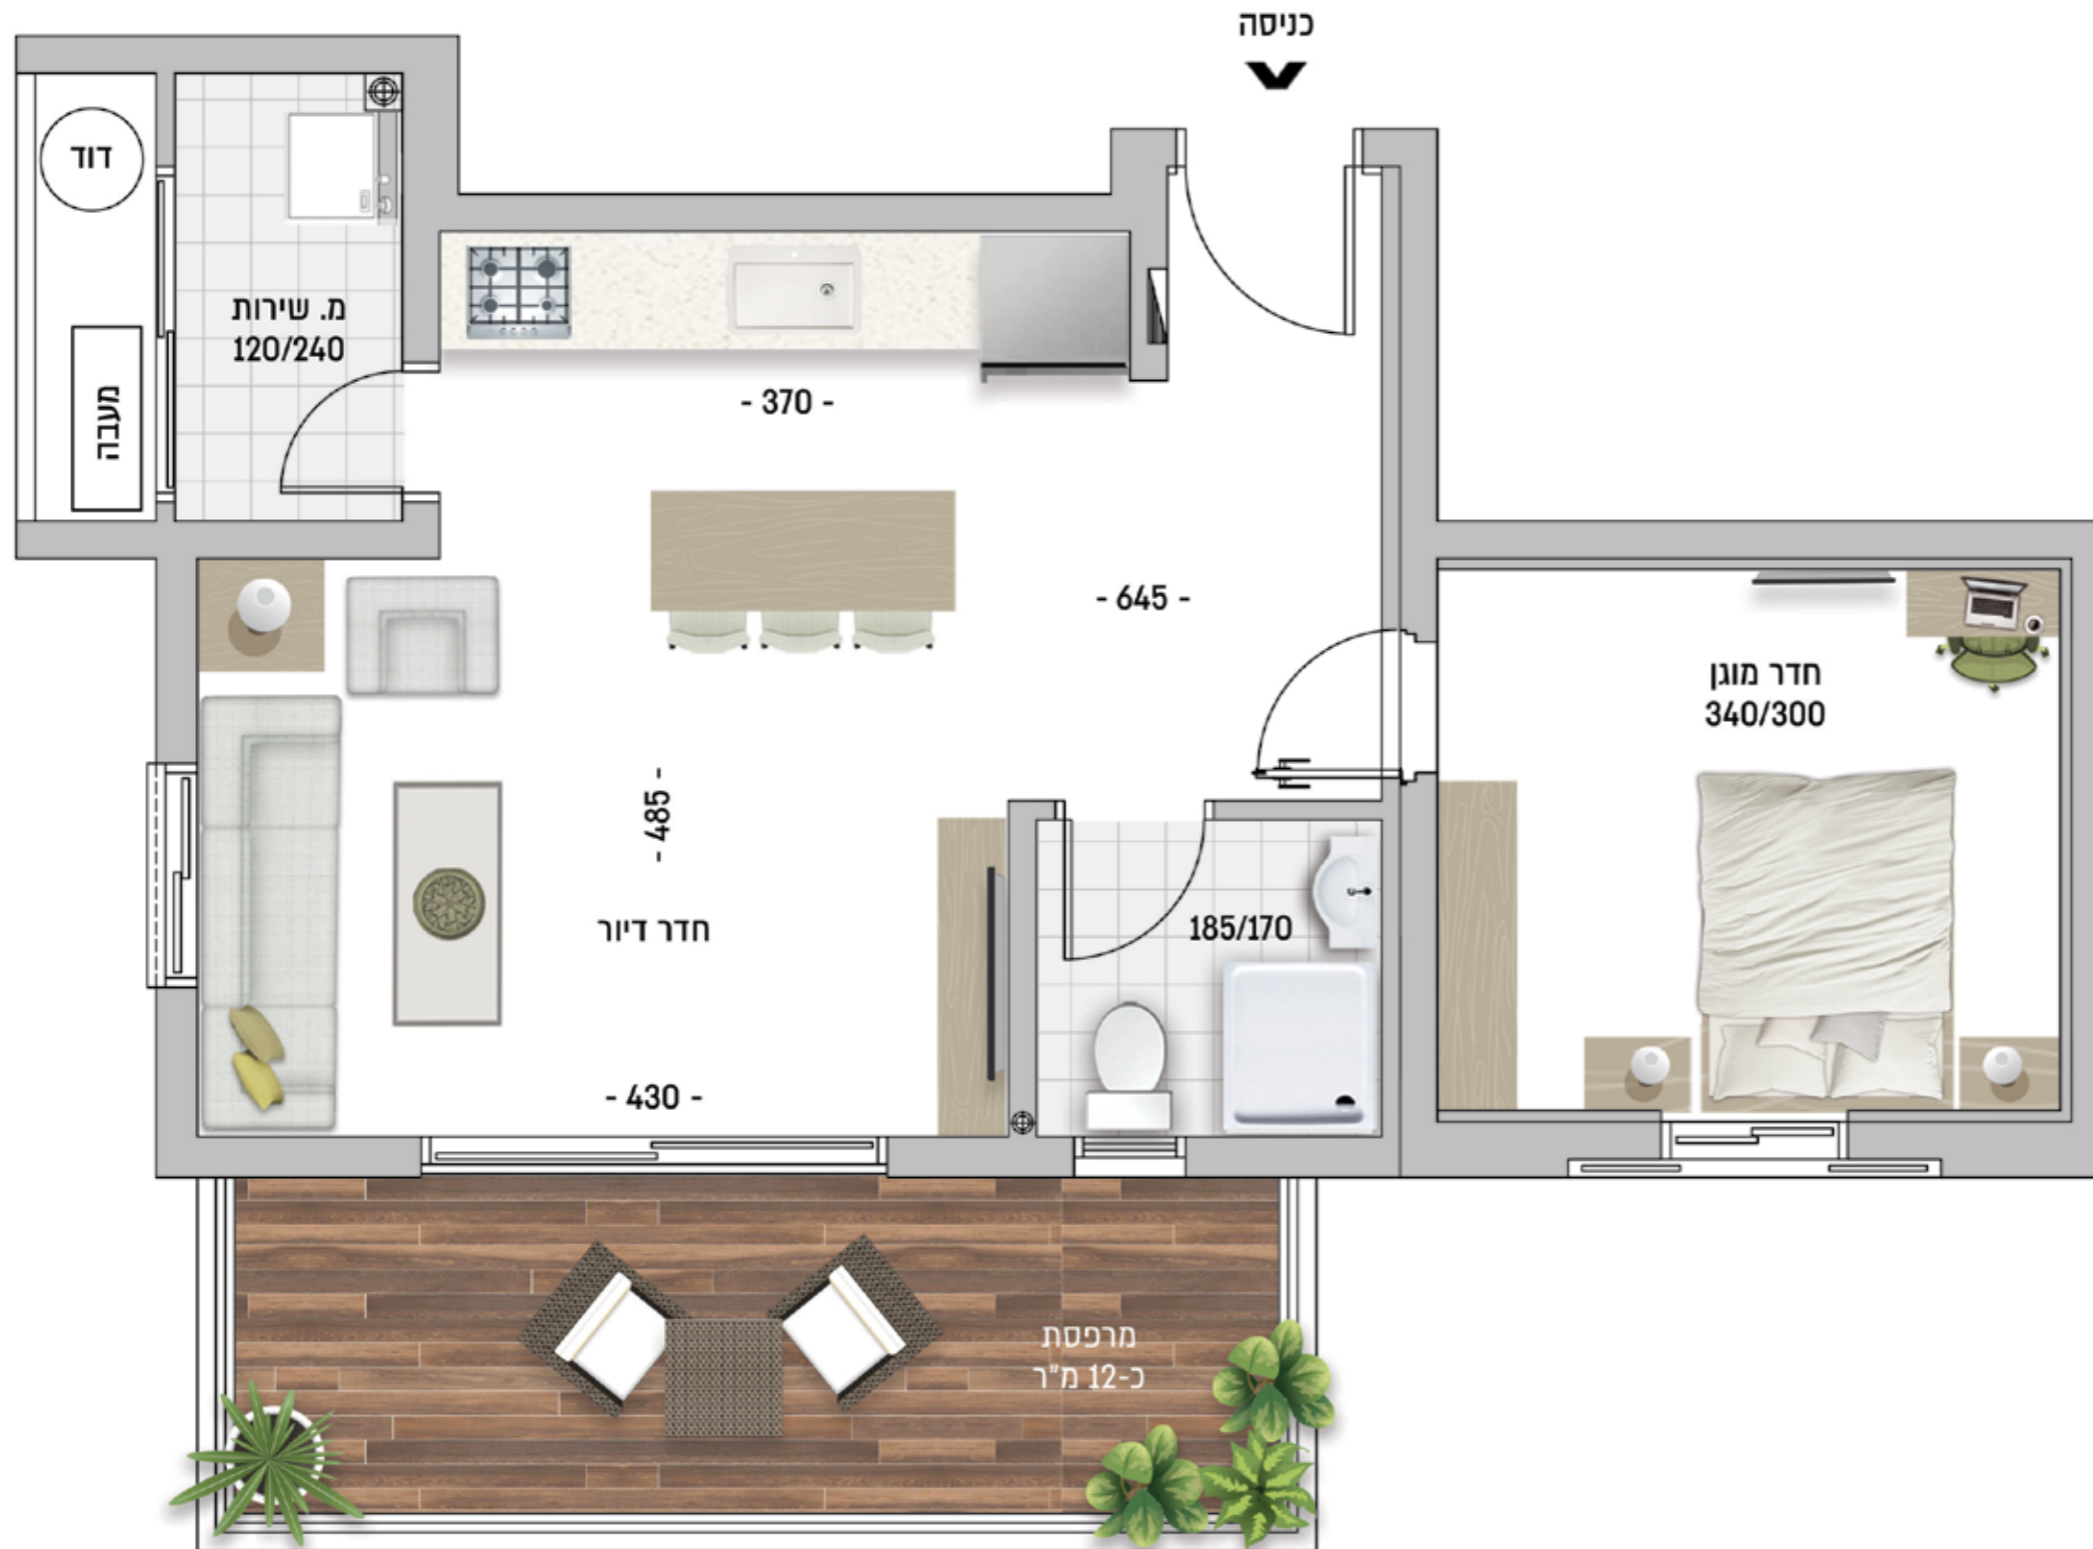 כניסה
דוד
מ. שירות
120/240
מעבה
- 370 -
- 645 -
חדר מוגן
340/300
- 485 -
חדר דיור
185/170
- 430 -
מרפסת
כ-12 מ"ר